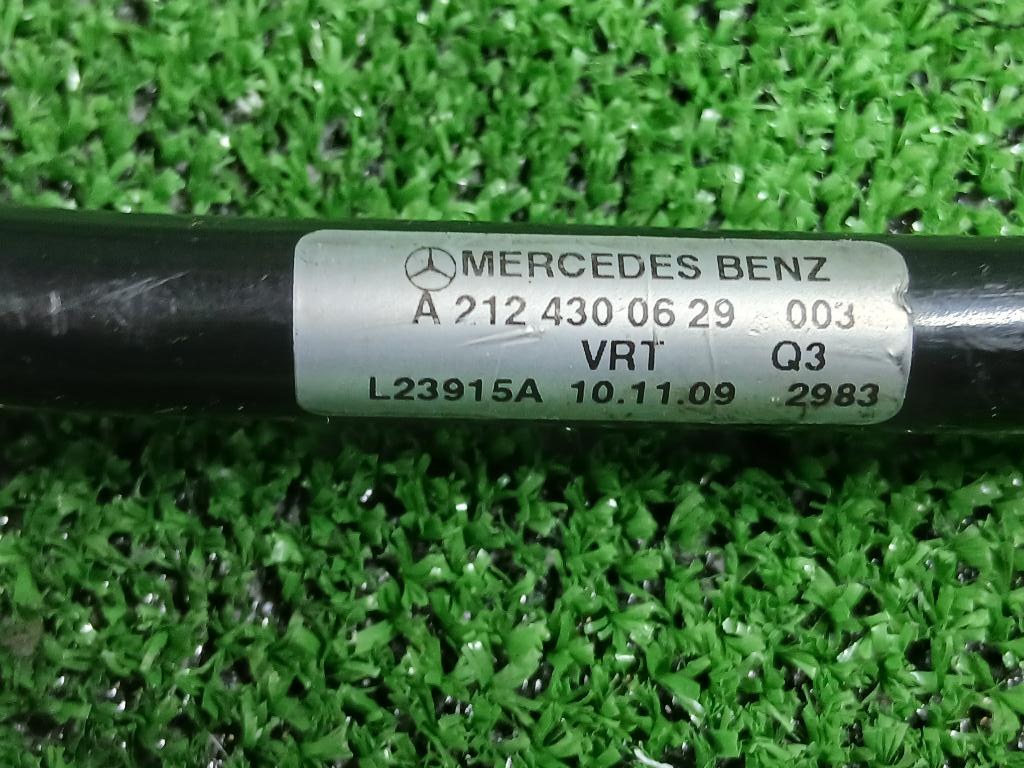 MERCEDES BENZ
A 212 430 06 29 003
VRT Q3
L23915A 10.11.09 2983